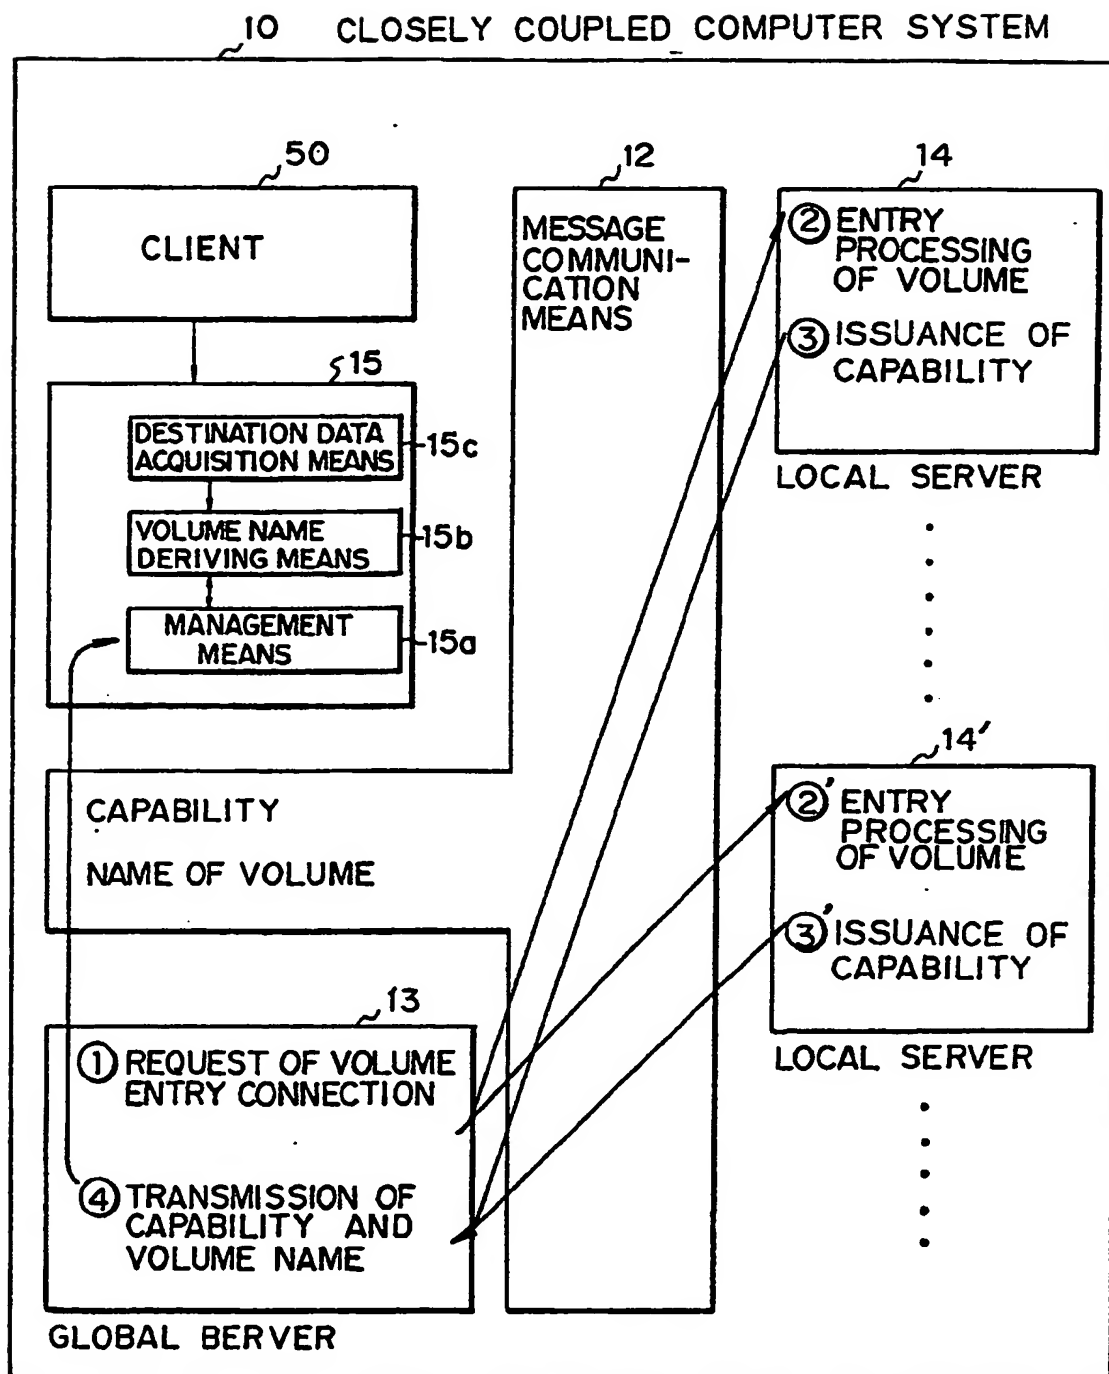 10 CLOSELY COUPLED COMPUTER SYSTEM
50
CLIENT
15
DESTINATION DATA
ACQUISITION MEANS
15c
VOLUME NAME
DERIVING MEANS
15b
MANAGEMENT
MEANS
15a
12
MESSAGE
COMMUNI-
CATION
MEANS
14
② ENTRY
PROCESSING
OF VOLUME
③ ISSUANCE OF
CAPABILITY
LOCAL SERVER
14'
②' ENTRY
PROCESSING
OF VOLUME
③' ISSUANCE OF
CAPABILITY
LOCAL SERVER
CAPABILITY
NAME OF VOLUME
13
① REQUEST OF VOLUME
ENTRY CONNECTION
④ TRANSMISSION OF
CAPABILITY AND
VOLUME NAME
GLOBAL BERVER